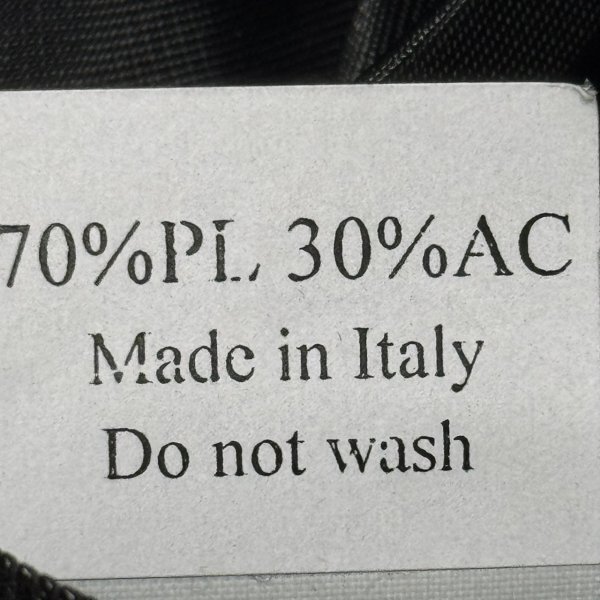 70%PL, 30%AC
Made in Italy
Do not wash